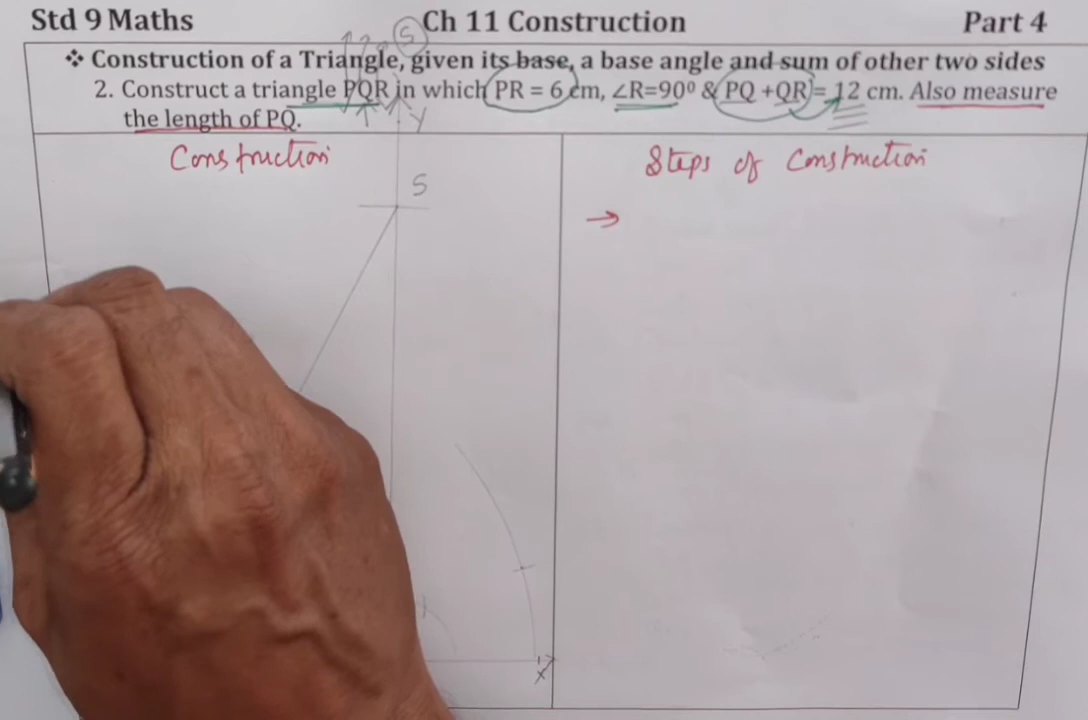 Std 9 Maths Ch 11 Construction Part 4
❖ Construction of a Triangle, given its base, a base angle and sum of other two sides
2. Construct a triangle PQR in which PR = 6 cm, ∠R=90⁰ & PQ +QR = 12 cm. Also measure
the length of PQ.
Y
Construction
Steps of Construction
S
→
X